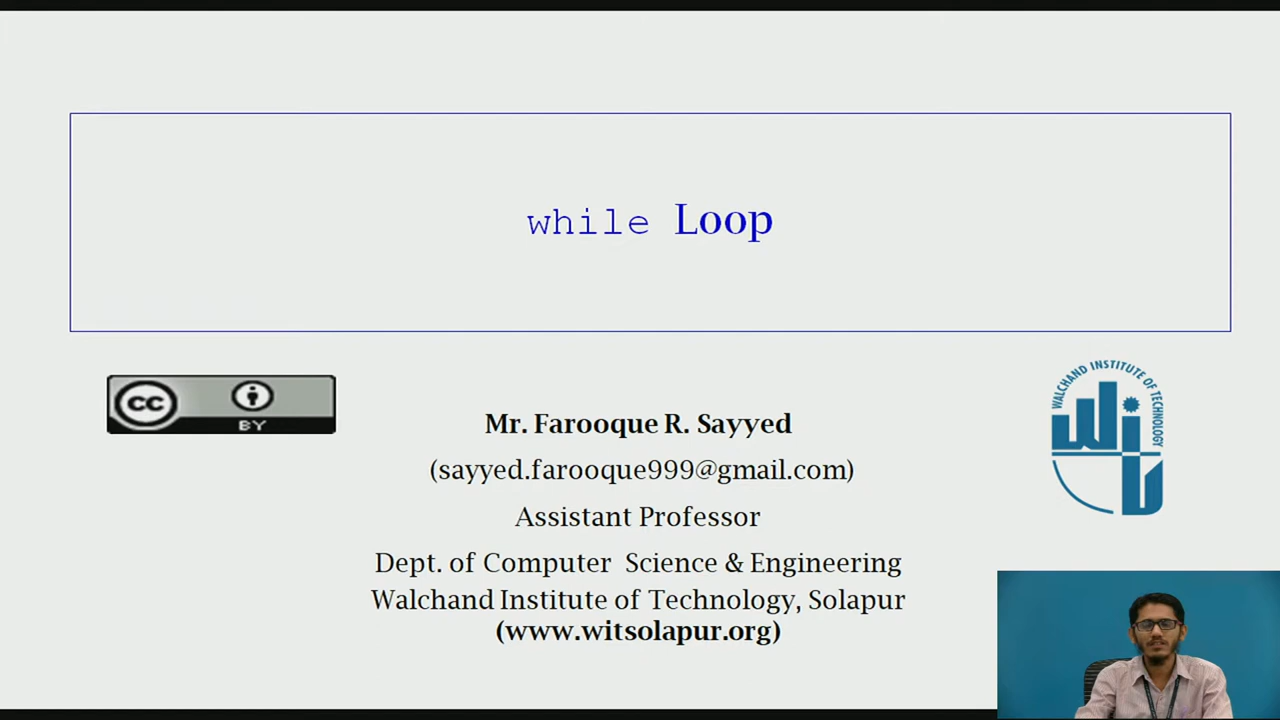 while Loop
CC BY
WALCHAND INSTITUTE OF TECHNOLOGY
wit
Mr. Farooque R. Sayyed
(sayyed.farooque999@gmail.com)
Assistant Professor
Dept. of Computer Science & Engineering
Walchand Institute of Technology, Solapur
(www.witsolapur.org)